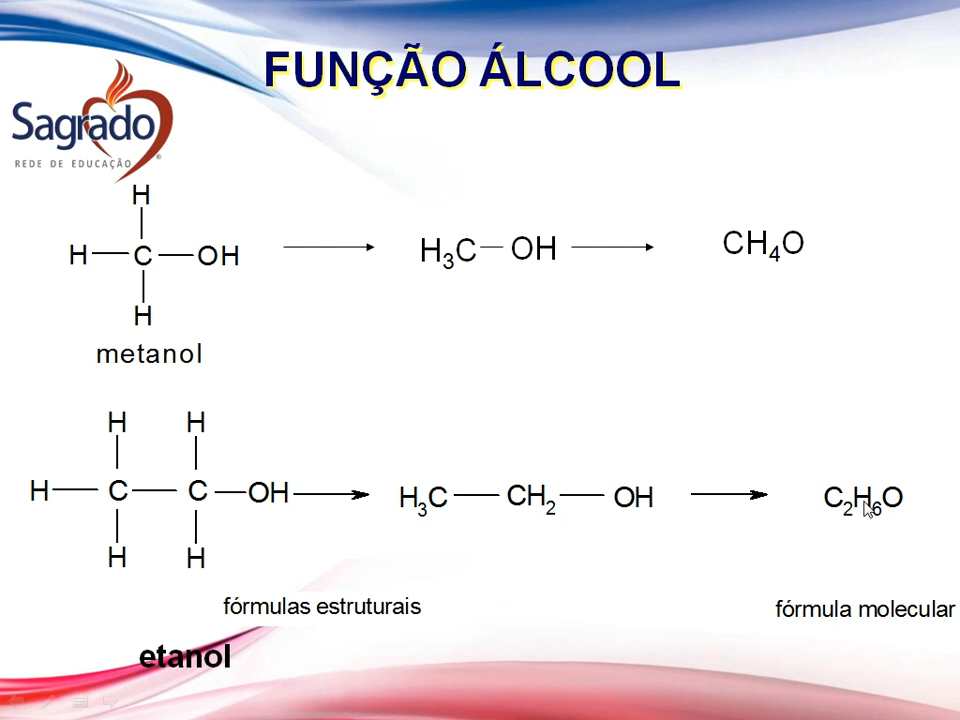 FUNÇÃO ÁLCOOL
Sagrado
REDE DE EDUCAÇÃO
®
H
H C OH
H
metanol
H₃C OH
CH₄O
H H
H C C OH
H H
H₃C CH₂ OH
C₂H₆O
fórmulas estruturais
fórmula molecular
etanol